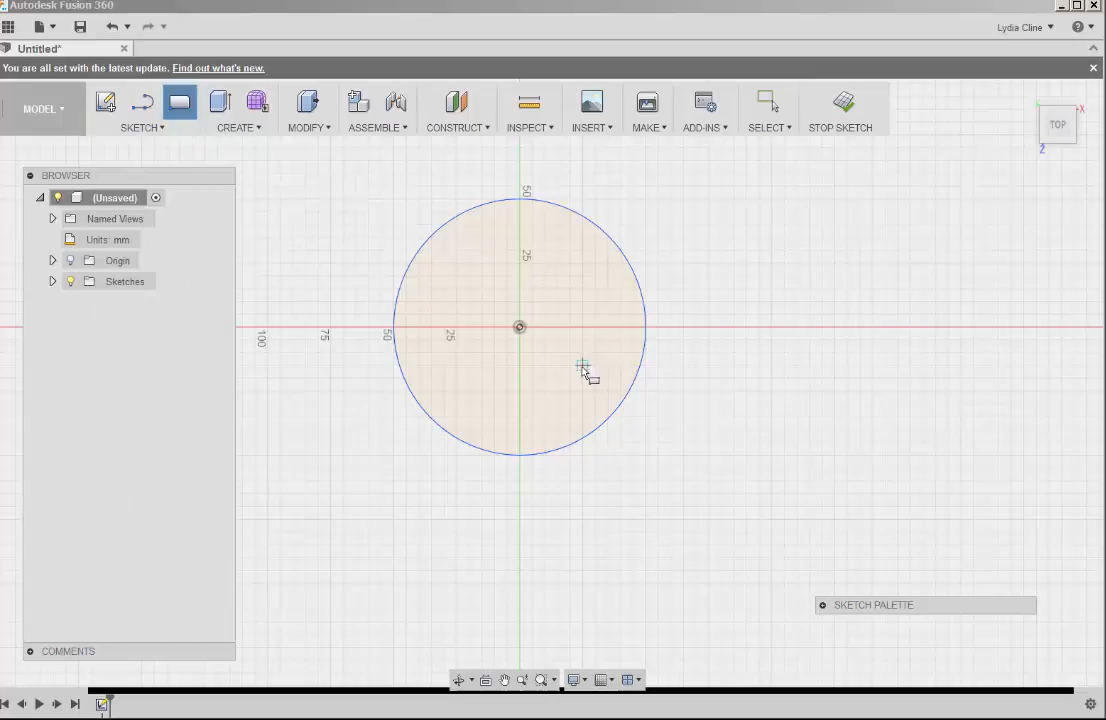 Autodesk Fusion 360
Lydia Cline
Untitled*
You are all set with the latest update. Find out what's new.
MODEL
SKETCH
CREATE
MODIFY
ASSEMBLE
CONSTRUCT
INSPECT
INSERT
MAKE
ADD-INS
SELECT
STOP SKETCH
TOP
X
Z
BROWSER
(Unsaved)
Named Views
Units: mm
Origin
Sketches
50
25
100
75
50
25
SKETCH PALETTE
COMMENTS